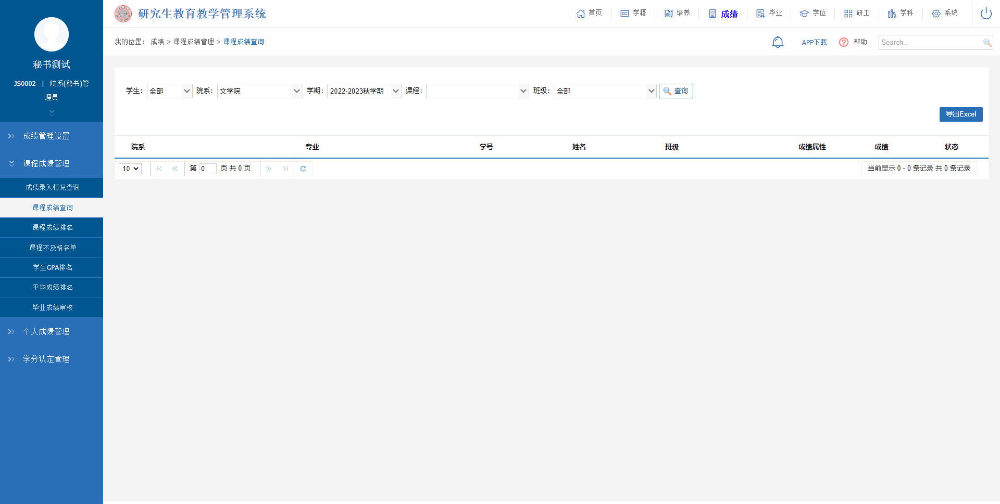 研究生教育教学管理系统
首页 学籍 培养 成绩 毕业 学位 研工 学科 系统
秘书测试
JS0002 | 院系(秘书)管
理员
我的位置： 成绩 > 课程成绩管理 > 课程成绩查询
APP下载 帮助 Search...
成绩管理设置
课程成绩管理
成绩录入情况查询
课程成绩查询
课程成绩排名
课程不及格名单
学生GPA排名
平均成绩排名
毕业成绩审核
个人成绩管理
学分认定管理
学生： 全部 院系： 文学院 学期： 2022-2023秋学期 课程： 班级： 全部 查询
导出Excel
院系 专业 学号 姓名 班级 成绩属性 成绩 状态
10 第 0 页 共 0 页 当前显示 0 - 0 条记录 共 0 条记录